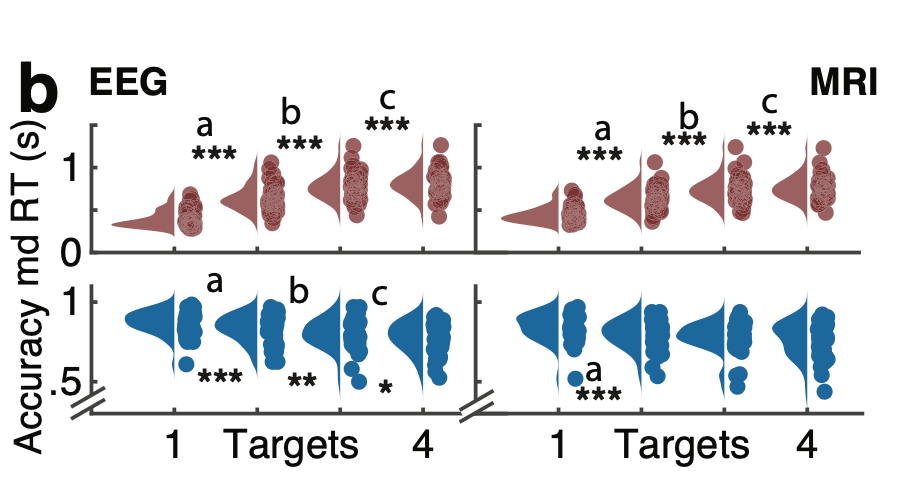 b EEG MRI
a b c a b c
*** *** *** *** *** ***
md RT (s)
1
0
a b c
1
Accuracy
.5
*** ** * a ***
1 Targets 4 1 Targets 4